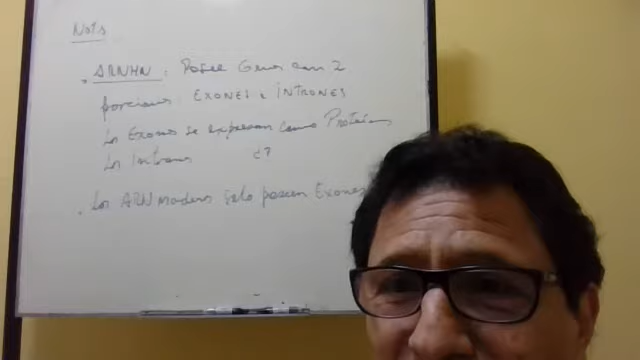 Nota
• ARNHN : Posee Genes con 2
porciones: EXONES e INTRONES
Los Exones se expresan como Proteínas
Los Intrones ¿?
• Los ARN maduros solo poseen Exones